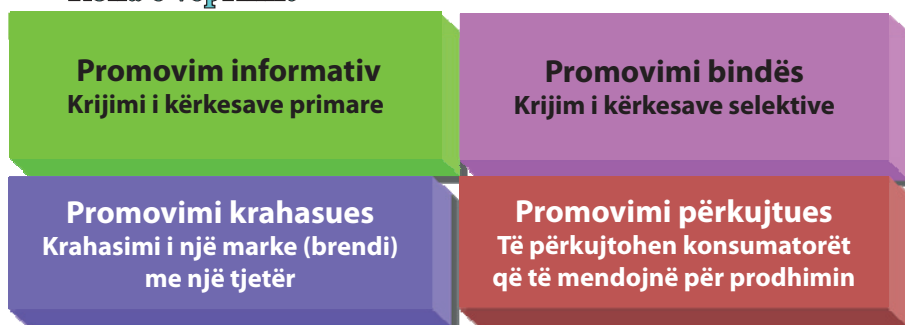 Promovim informativ
Krijimi i kërkesave primare
Promovimi bindës
Krijim i kërkesave selektive
Promovimi krahasues
Krahasimi i një marke (brendi)
me një tjetër
Promovimi përkujtues
Të përkujtohen konsumatorët
që të mendojnë për prodhimin